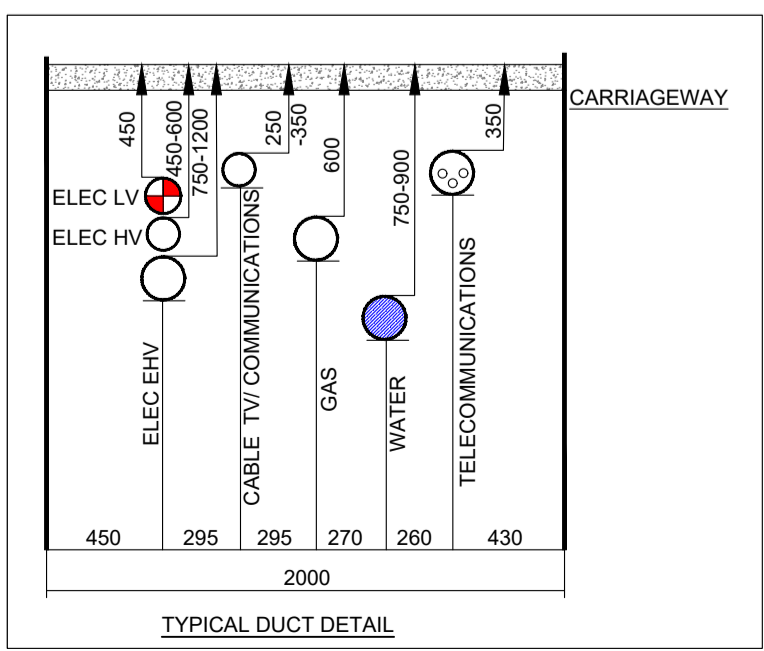 CARRIAGEWAY
450
450-600
750-1200
250
-350
600
750-900
350
ELEC LV
ELEC HV
ELEC EHV
CABLE TV/ COMMUNICATIONS
GAS
WATER
TELECOMMUNICATIONS
450 295 295 270 260 430
2000
TYPICAL DUCT DETAIL